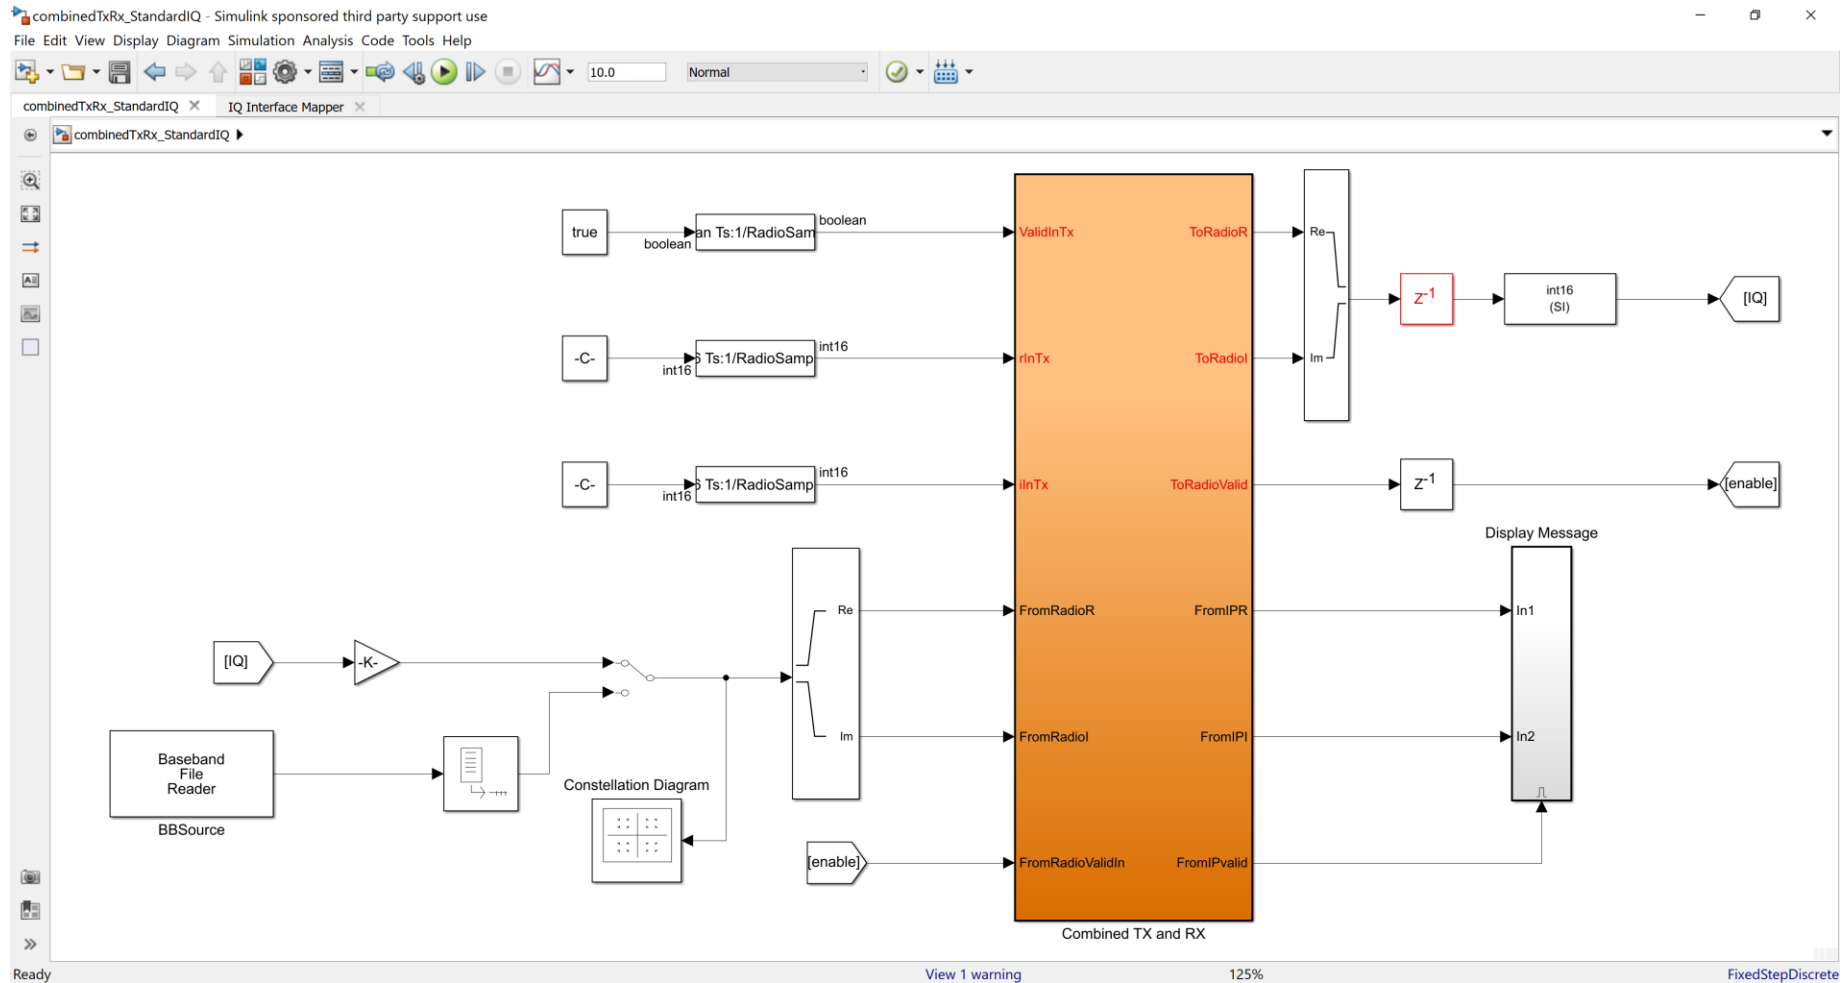 combinedTxRx_StandardIQ - Simulink sponsored third party support use
File Edit View Display Diagram Simulation Analysis Code Tools Help
10.0 Normal
combinedTxRx_StandardIQ IQ Interface Mapper
combinedTxRx_StandardIQ
true
boolean
an Ts:1/RadioSam
boolean
ValidInTx
ToRadioR
Re
Z-1
int16
(SI)
[IQ]
-C-
int16
Ts:1/RadioSamp
int16
rInTx
ToRadioI
Im
-C-
int16
Ts:1/RadioSamp
int16
iInTx
ToRadioValid
Z-1
[enable]
Display Message
Re
FromRadioR
FromIPR
In1
[IQ]
-K-
Im
FromRadioI
FromIPI
In2
Baseband
File
Reader
BBSource
Constellation Diagram
[enable]
FromRadioValidIn
FromIPvalid
Combined TX and RX
Ready View 1 warning 125% FixedStepDiscrete